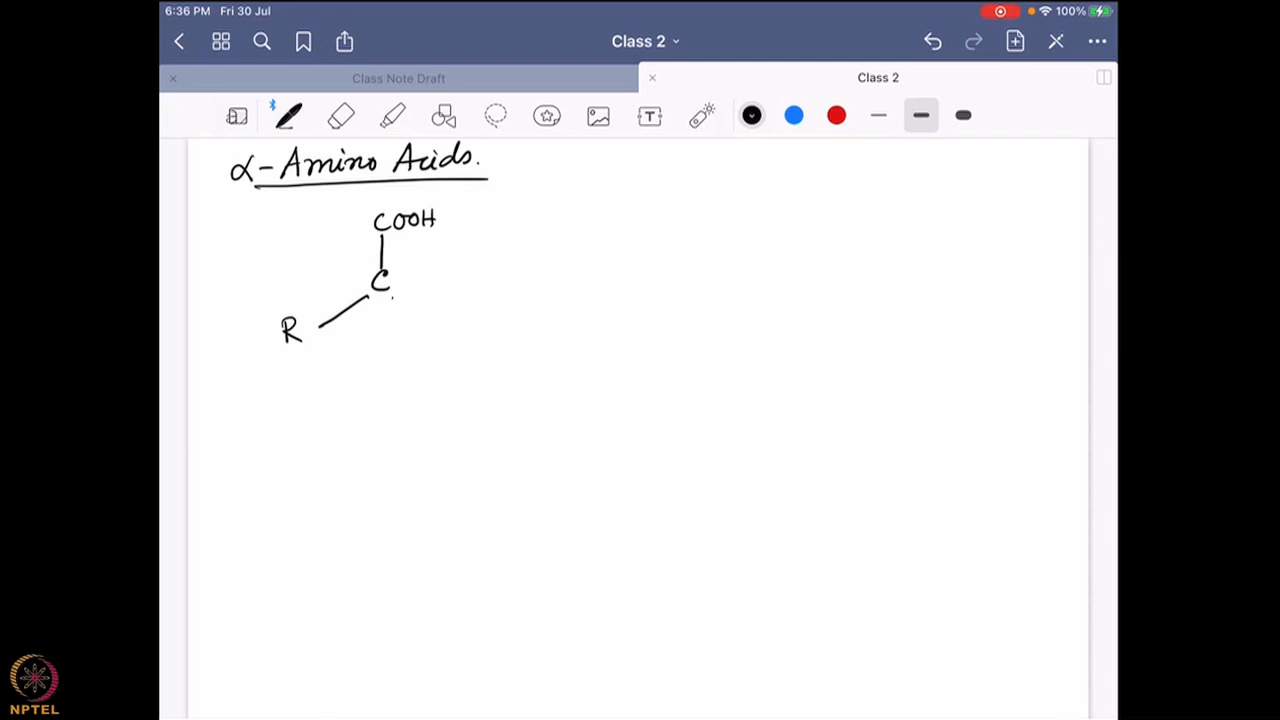 6:36 PM Fri 30 Jul 100%
Class 2
Class Note Draft
Class 2
T
α-Amino Acids.
COOH
C
R
NPTEL